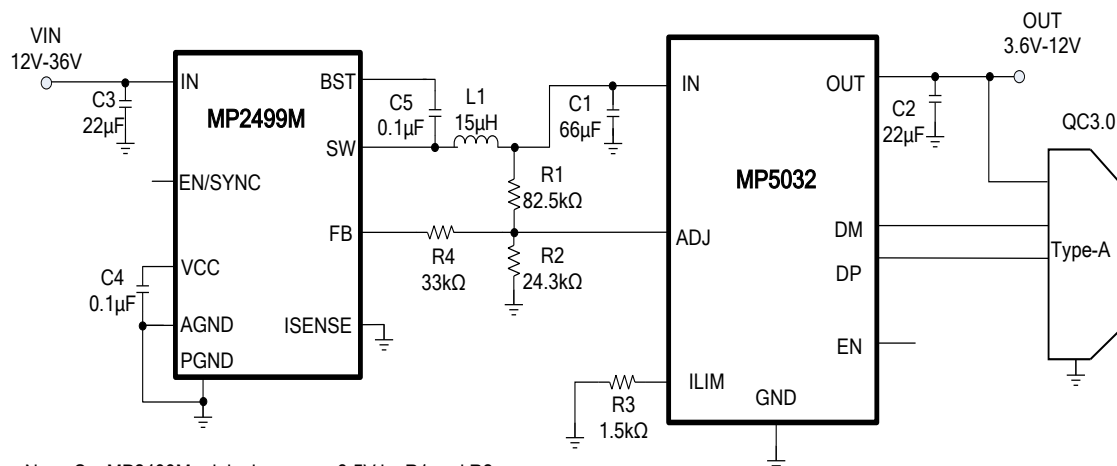 VIN
12V-36V
C3
22µF
IN
BST
MP2499M
SW
EN/SYNC
FB
VCC
C4
0.1µF
AGND
PGND
ISENSE
C5
0.1µF
L1
15µH
R1
82.5kΩ
R4
33kΩ
R2
24.3kΩ
C1
66µF
IN
OUT
MP5032
ADJ
DM
DP
EN
ILIM
GND
R3
1.5kΩ
OUT
3.6V-12V
C2
22µF
QC3.0
Type-A